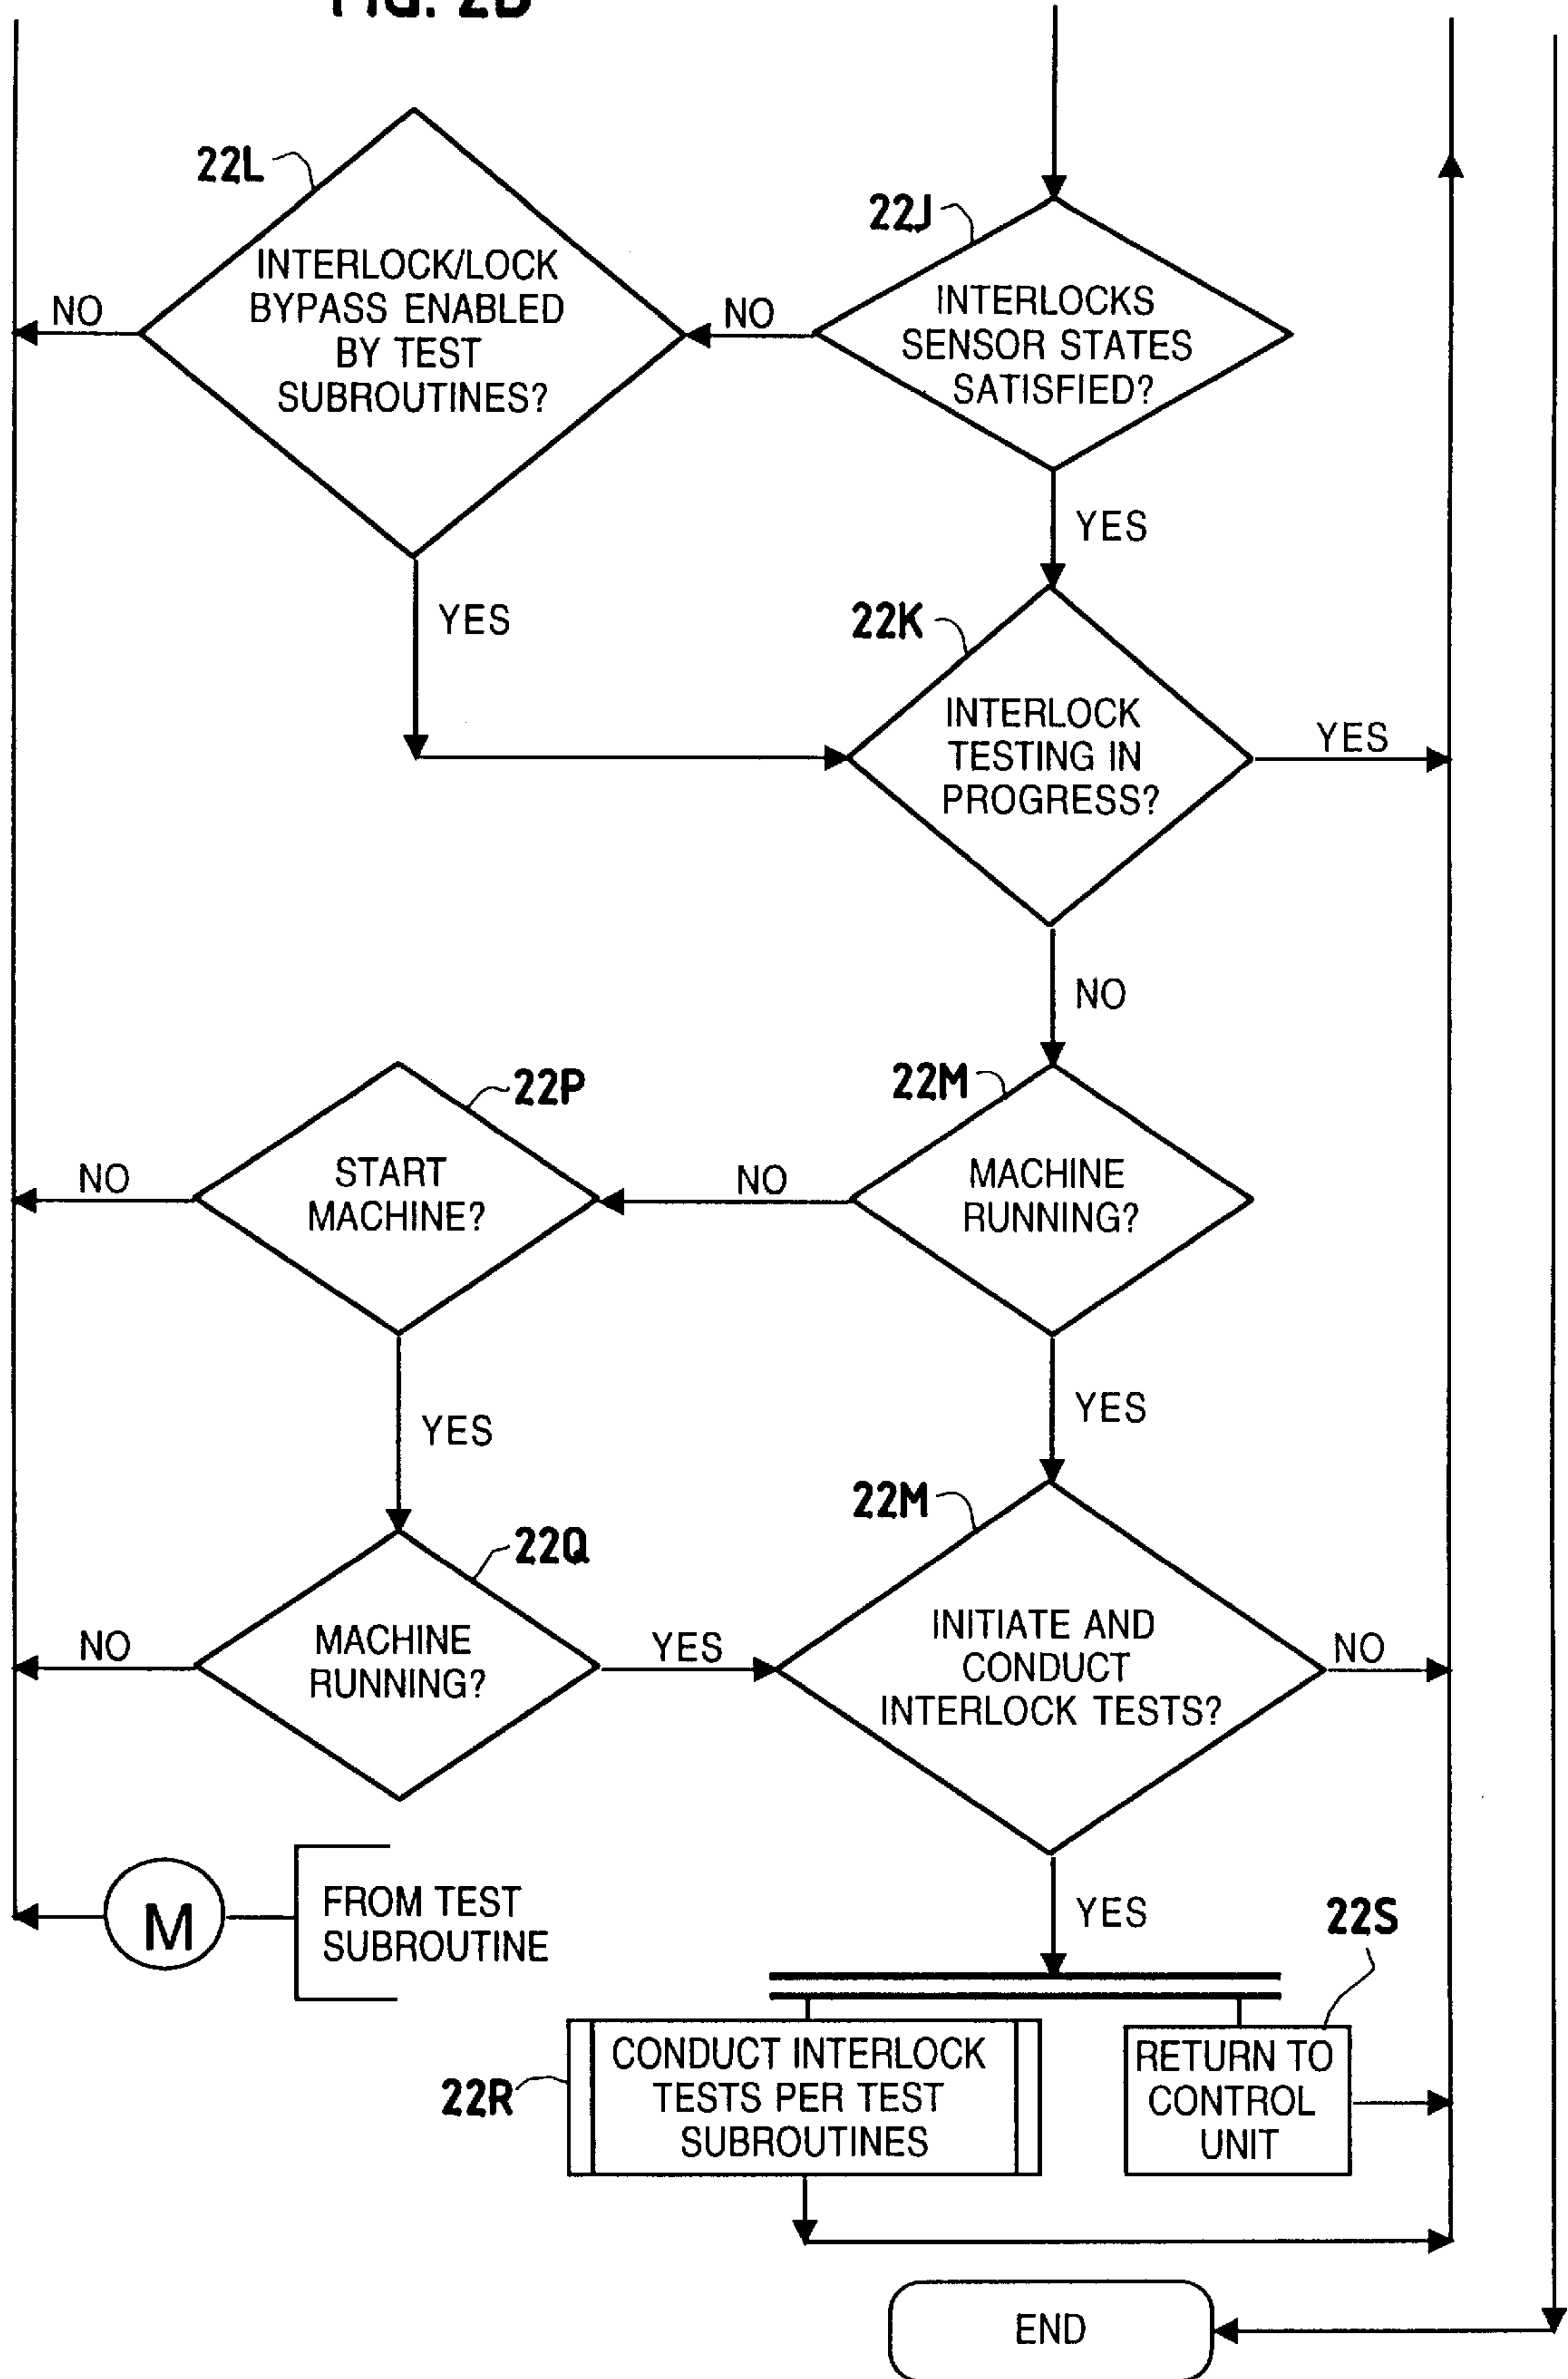 FIG. 2B
22L
INTERLOCK/LOCK
BYPASS ENABLED
BY TEST
SUBROUTINES?
NO
NO
22J
INTERLOCKS
SENSOR STATES
SATISFIED?
YES
YES
22K
INTERLOCK
TESTING IN
PROGRESS?
YES
NO
22P
START
MACHINE?
NO
NO
22M
MACHINE
RUNNING?
YES
YES
22Q
MACHINE
RUNNING?
NO
YES
22M
INITIATE AND
CONDUCT
INTERLOCK TESTS?
NO
YES
M
FROM TEST
SUBROUTINE
22R
CONDUCT INTERLOCK
TESTS PER TEST
SUBROUTINES
22S
RETURN TO
CONTROL
UNIT
END